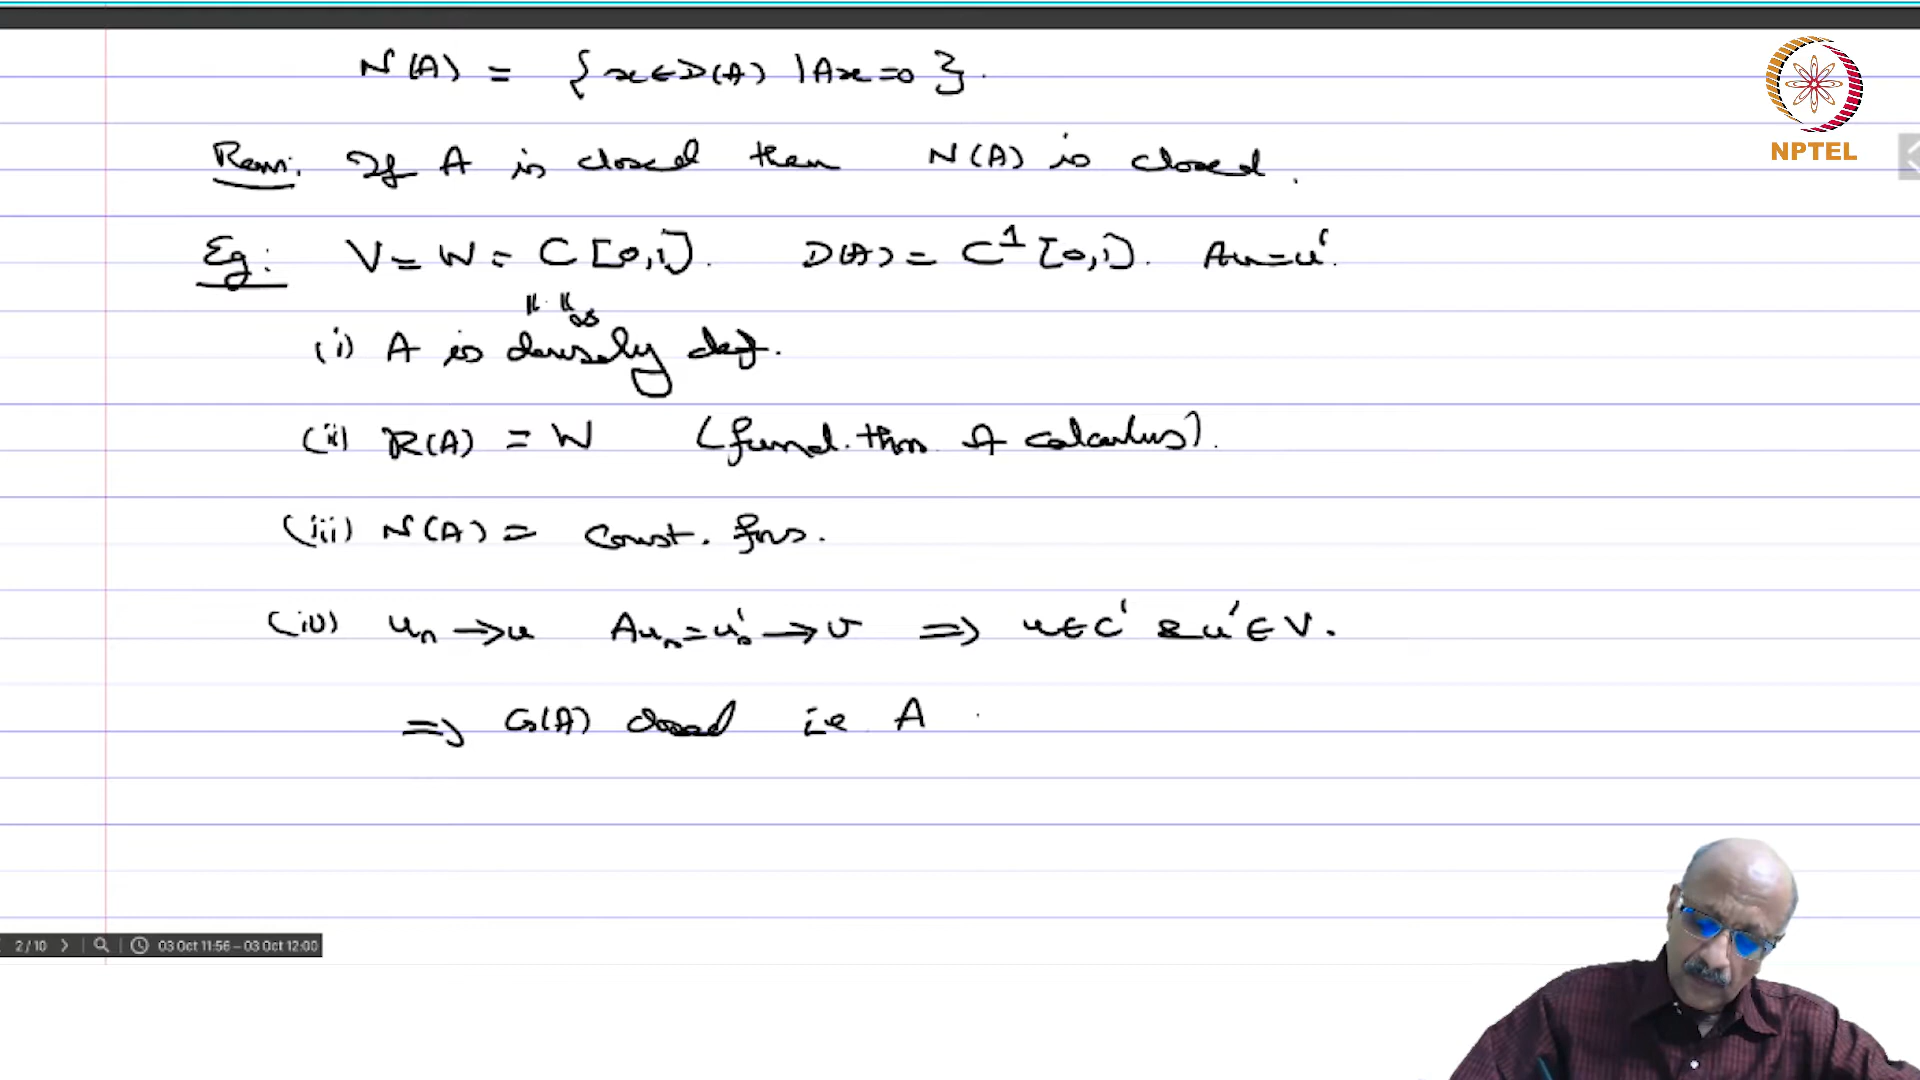 N(A) = {x∈D(A) | Ax=0}.
NPTEL
Rem: If A is closed then N(A) is closed.
Eg: V=W= C[0,1]. D(A)= C¹[0,1]. Au=u'.
‖·‖∞
(i) A is densely def.
(ii) R(A) = W (fund. thm. of calculus).
(iii) N(A) = const. fns.
(iv) uₙ→u Auₙ=uₙ'→v ⇒ u∈C' & u'∈V.
⇒ G(A) closed ie A
2/10 03 Oct 11:56 – 03 Oct 12:00